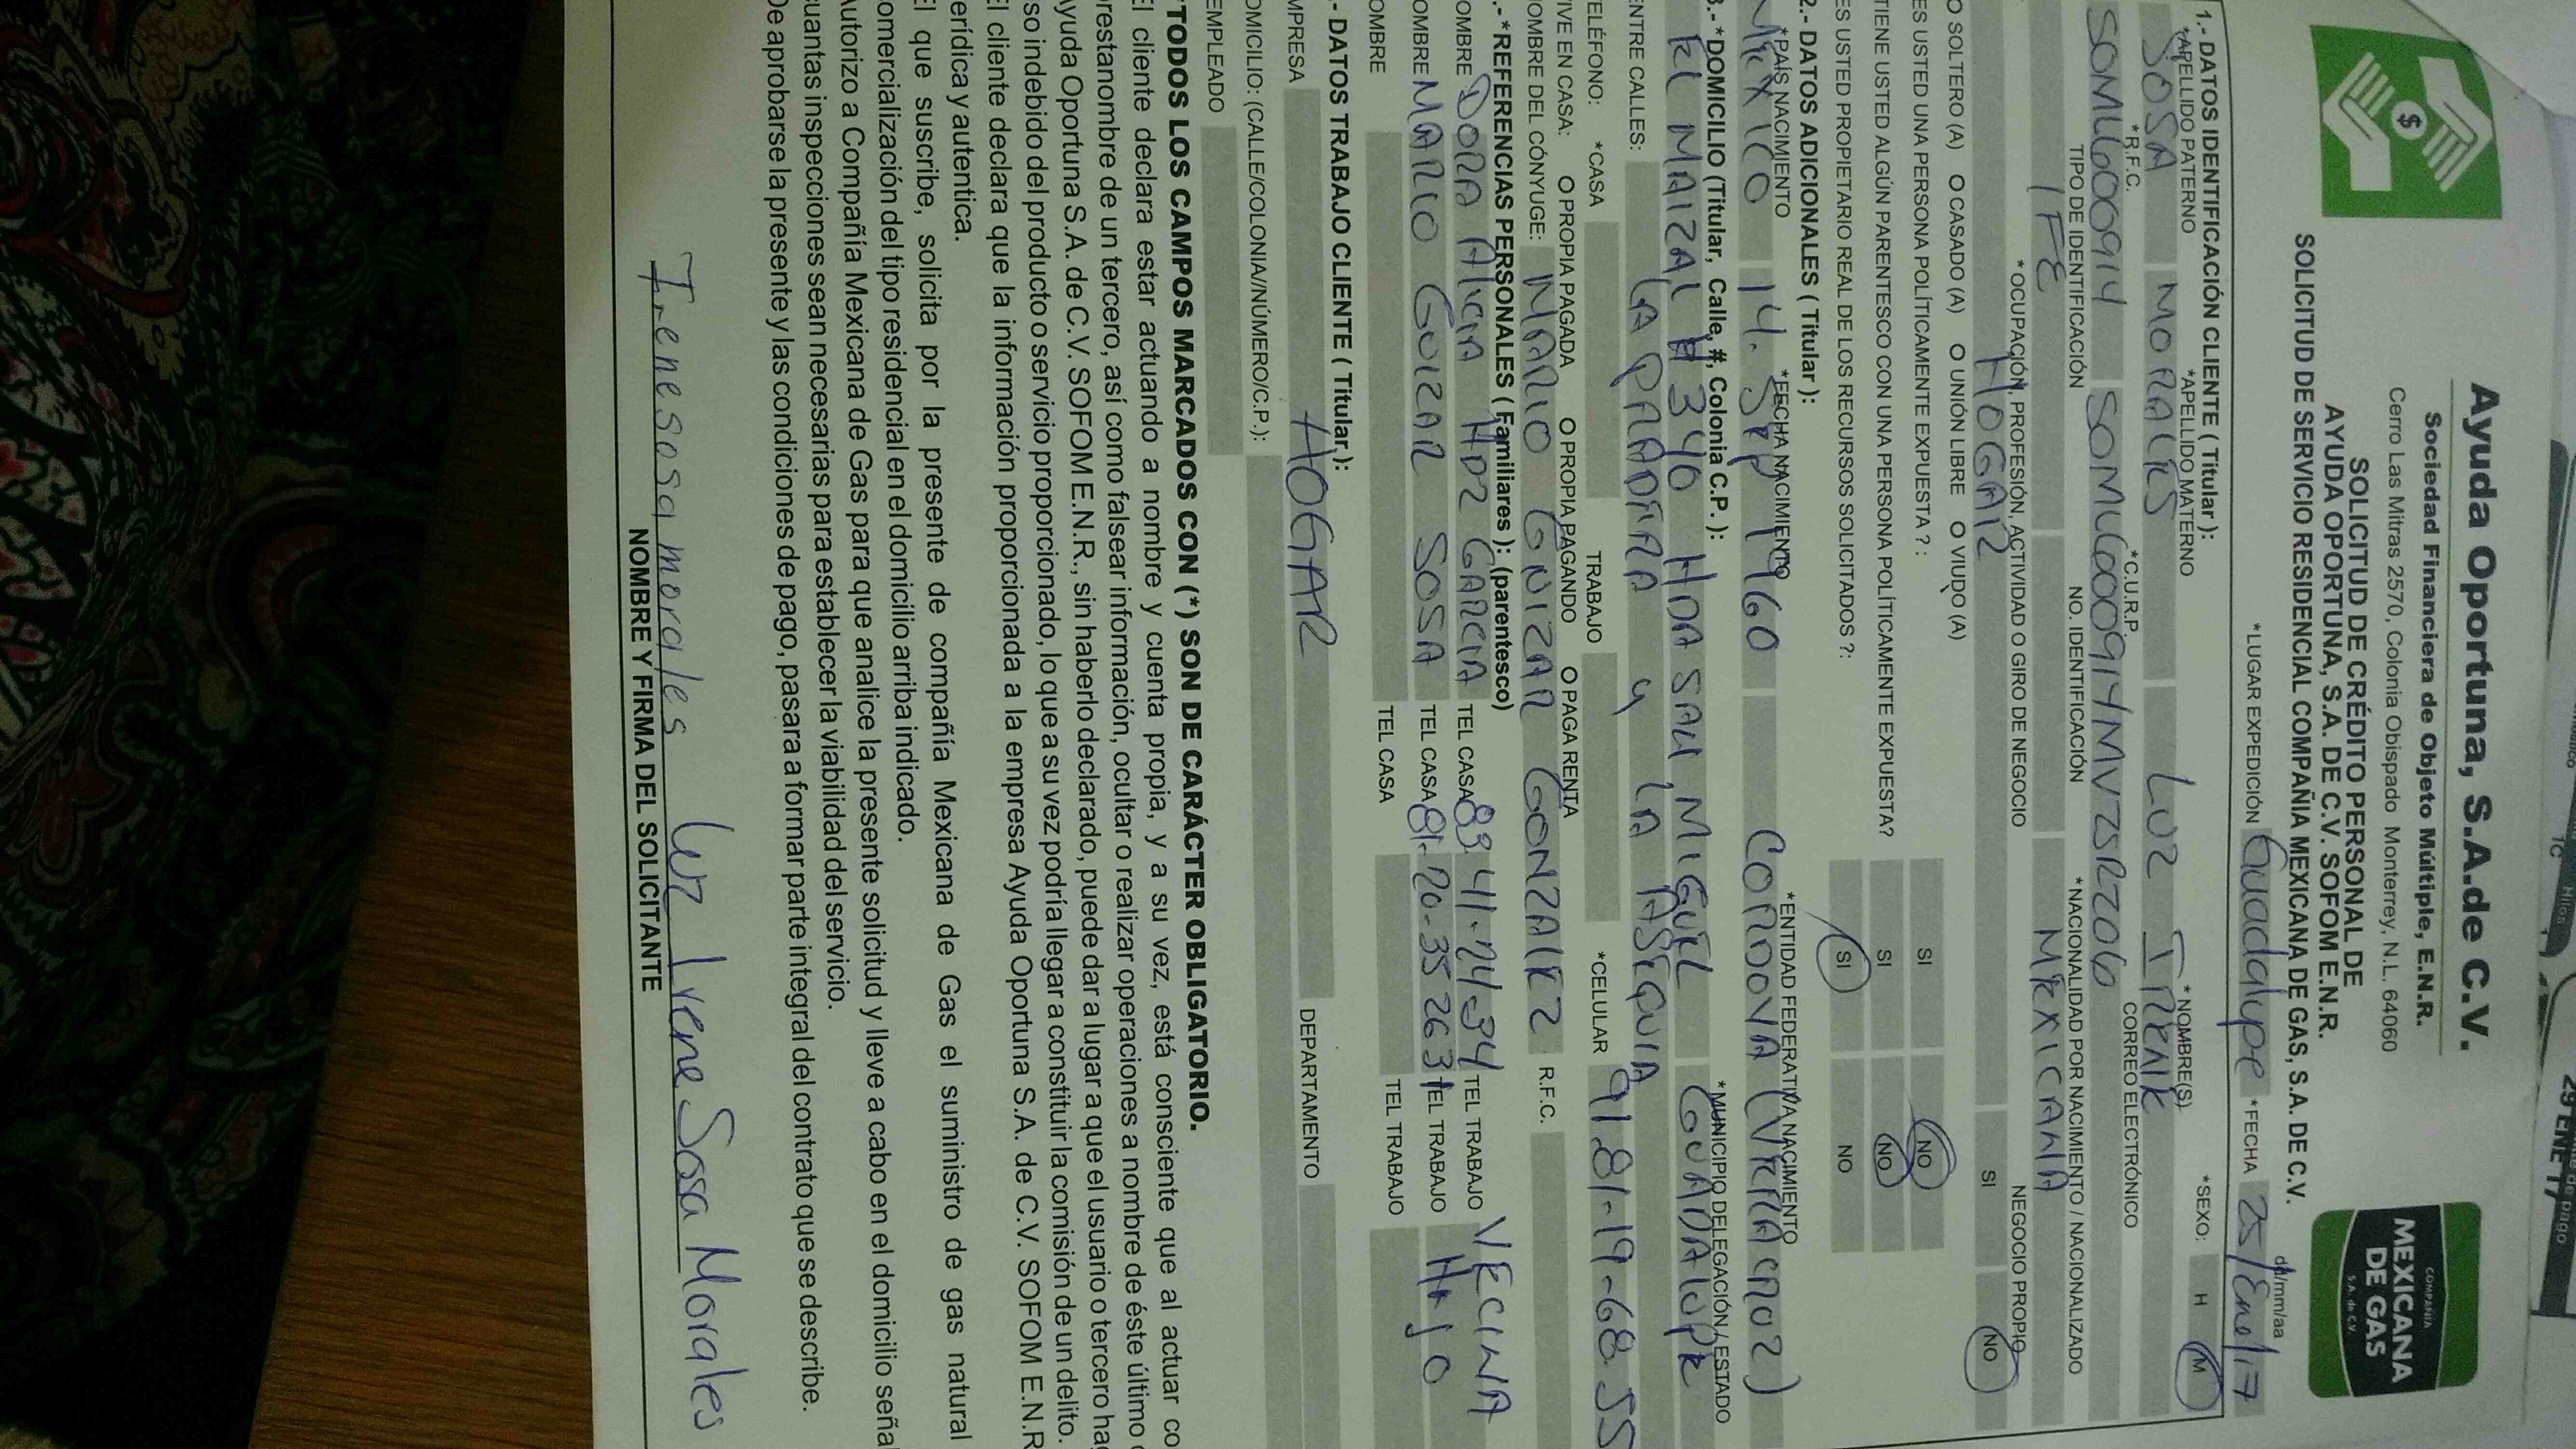 29 ENE 17
Ayuda Oportuna, S.A.de C.V.
Sociedad Financiera de Objeto Múltiple, E.N.R.
Cerro Las Mitras 2570, Colonia Obispado Monterrey, N.L. 64060
SOLICITUD DE CRÉDITO PERSONAL DE
AYUDA OPORTUNA, S.A. DE C.V. SOFOM E.N.R.
SOLICITUD DE SERVICIO RESIDENCIAL COMPAÑIA MEXICANA DE GAS, S.A. DE C.V.
COMPAÑIA
MEXICANA
DE GAS
S.A. de C.V.
dd/mm/aa
*LUGAR EXPEDICIÓN Guadalupe *FECHA 25/Enero/17
1.- DATOS IDENTIFICACIÓN CLIENTE ( Titular ):
*APELLIDO PATERNO *APELLIDO MATERNO *NOMBRE(S) *SEXO: H M
SOSA MORALES LUZ IRENE
*R.F.C. *C.U.R.P. CORREO ELECTRÓNICO
SOML600914 SOML600914MVZSRZ06
TIPO DE IDENTIFICACIÓN NO. IDENTIFICACIÓN *NACIONALIDAD POR NACIMIENTO / NACIONALIZADO
IFE MEXICANA
*OCUPACIÓN, PROFESIÓN, ACTIVIDAD O GIRO DE NEGOCIO NEGOCIO PROPIO
HOGAR SI NO
O SOLTERO (A) O CASADO (A) O UNIÓN LIBRE O VIUDO (A)
ES USTED UNA PERSONA POLÍTICAMENTE EXPUESTA ? : SI NO
TIENE USTED ALGÚN PARENTESCO CON UNA PERSONA POLÍTICAMENTE EXPUESTA? SI NO
ES USTED PROPIETARIO REAL DE LOS RECURSOS SOLICITADOS ?: SI NO
2.- DATOS ADICIONALES ( Titular ):
*PAÍS NACIMIENTO *FECHA NACIMIENTO *ENTIDAD FEDERATIVA NACIMIENTO
MEXICO 14. SEP 1960 CORDOVA (VERACRUZ)
3.- *DOMICILIO (Titular, Calle, #, Colonia C.P. ): *MUNICIPIO DELEGACIÓN / ESTADO
EL MAIZAL # 340 HDA SAN MIGUEL GUADALUPE
ENTRE CALLES: LA PRADERA y LA ASEQUIA
TELÉFONO: *CASA TRABAJO *CELULAR 9181-19-68 55
VIVE EN CASA: O PROPIA PAGADA O PROPIA PAGANDO O PAGA RENTA
NOMBRE DEL CÓNYUGE: MARIO GUIZAR GONZALEZ R.F.C.
.- *REFERENCIAS PERSONALES ( Familiares ): (parentesco)
OMBRE DORA ALICIA HDZ GARCIA TEL CASA 83 41-24-34 TEL TRABAJO VECINA
OMBRE MARIO GUIZAR SOSA TEL CASA 81-20-35 2631 TEL TRABAJO HIJO
OMBRE TEL CASA TEL TRABAJO
.- DATOS TRABAJO CLIENTE ( Titular ):
MPRESA HOGAR DEPARTAMENTO
OMICILIO: (CALLE/COLONIA//NÚMERO/C.P.):
EMPLEADO
*TODOS LOS CAMPOS MARCADOS CON (*) SON DE CARÁCTER OBLIGATORIO.
El cliente declara estar actuando a nombre y cuenta propia, y a su vez, está consciente que al actuar co
prestanombre de un tercero, así como falsear información, ocultar o realizar operaciones a nombre de éste último
Ayuda Oportuna S.A. de C.V. SOFOM E.N.R., sin haberlo declarado, puede dar a lugar a que el usuario o tercero hag
uso indebido del producto o servicio proporcionado, lo que a su vez podría llegar a constituir la comisión de un delito.
El cliente declara que la información proporcionada a la empresa Ayuda Oportuna S.A. de C.V. SOFOM E.N.R
erídica y autentica.
El que suscribe, solicita por la presente de compañía Mexicana de Gas el suministro de gas natural
omercialización del tipo residencial en el domicilio arriba indicado.
Autorizo a Compañía Mexicana de Gas para que analice la presente solicitud y lleve a cabo en el domicilio señal
uantas inspecciones sean necesarias para establecer la viabilidad del servicio.
De aprobarse la presente y las condiciones de pago, pasara a formar parte integral del contrato que se describe.
Irene sosa morales Luz Irene Sosa Morales
NOMBRE Y FIRMA DEL SOLICITANTE